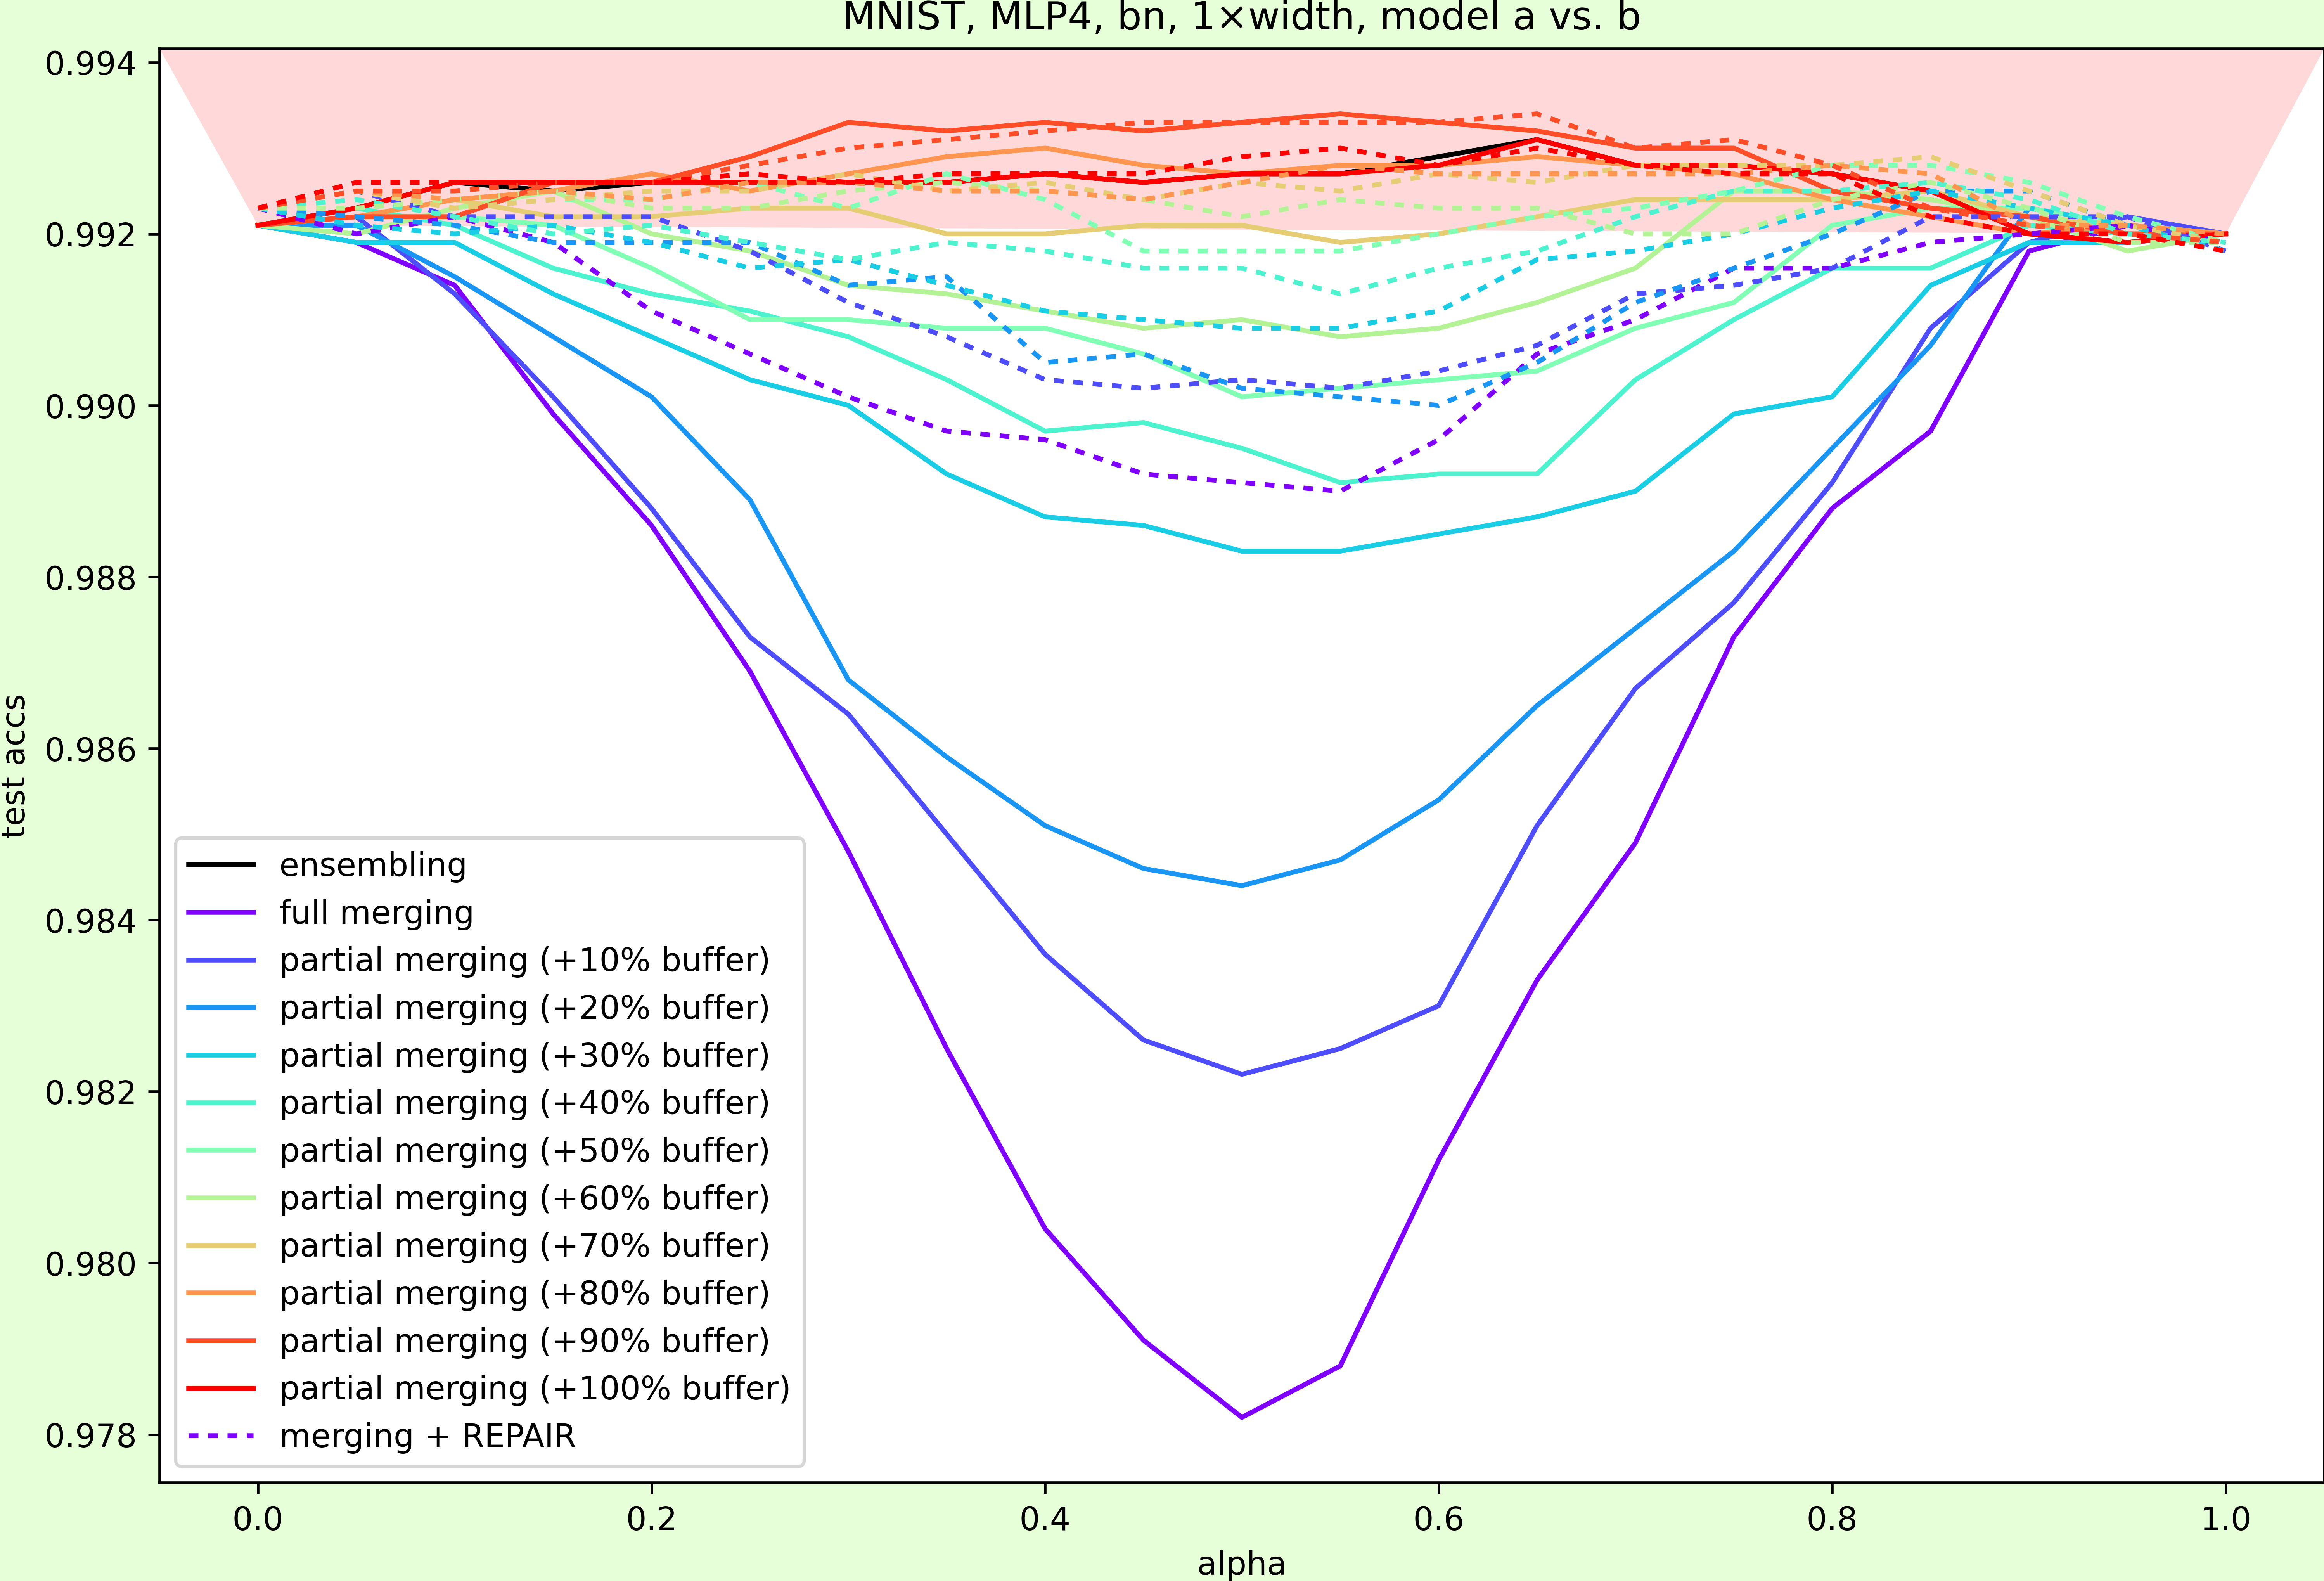 MNIST, MLP4, bn, 1×width, model a vs. b
0.994
0.992
0.990
0.988
0.986
0.984
0.982
0.980
0.978
test accs
ensembling
full merging
partial merging (+10% buffer)
partial merging (+20% buffer)
partial merging (+30% buffer)
partial merging (+40% buffer)
partial merging (+50% buffer)
partial merging (+60% buffer)
partial merging (+70% buffer)
partial merging (+80% buffer)
partial merging (+90% buffer)
partial merging (+100% buffer)
merging + REPAIR
0.0 0.2 0.4 0.6 0.8 1.0
alpha